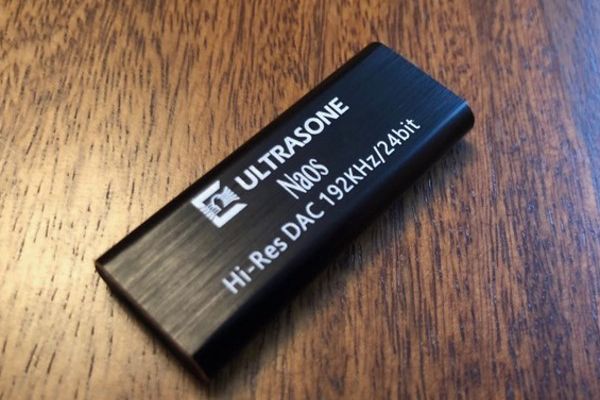 ULTRASONE
Naos
Hi-Res DAC 192KHz/24bit